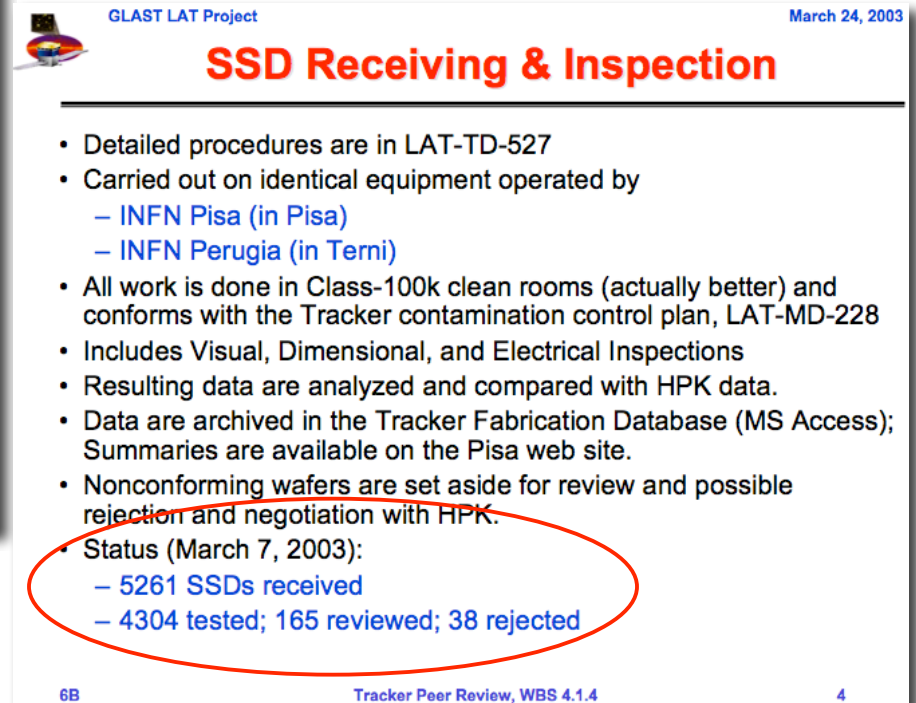 GLAST LAT Project
March 24, 2003
SSD Receiving & Inspection
• Detailed procedures are in LAT-TD-527
• Carried out on identical equipment operated by
– INFN Pisa (in Pisa)
– INFN Perugia (in Terni)
• All work is done in Class-100k clean rooms (actually better) and
conforms with the Tracker contamination control plan, LAT-MD-228
• Includes Visual, Dimensional, and Electrical Inspections
• Resulting data are analyzed and compared with HPK data.
• Data are archived in the Tracker Fabrication Database (MS Access);
Summaries are available on the Pisa web site.
• Nonconforming wafers are set aside for review and possible
rejection and negotiation with HPK.
• Status (March 7, 2003):
– 5261 SSDs received
– 4304 tested; 165 reviewed; 38 rejected
6B
Tracker Peer Review, WBS 4.1.4
4